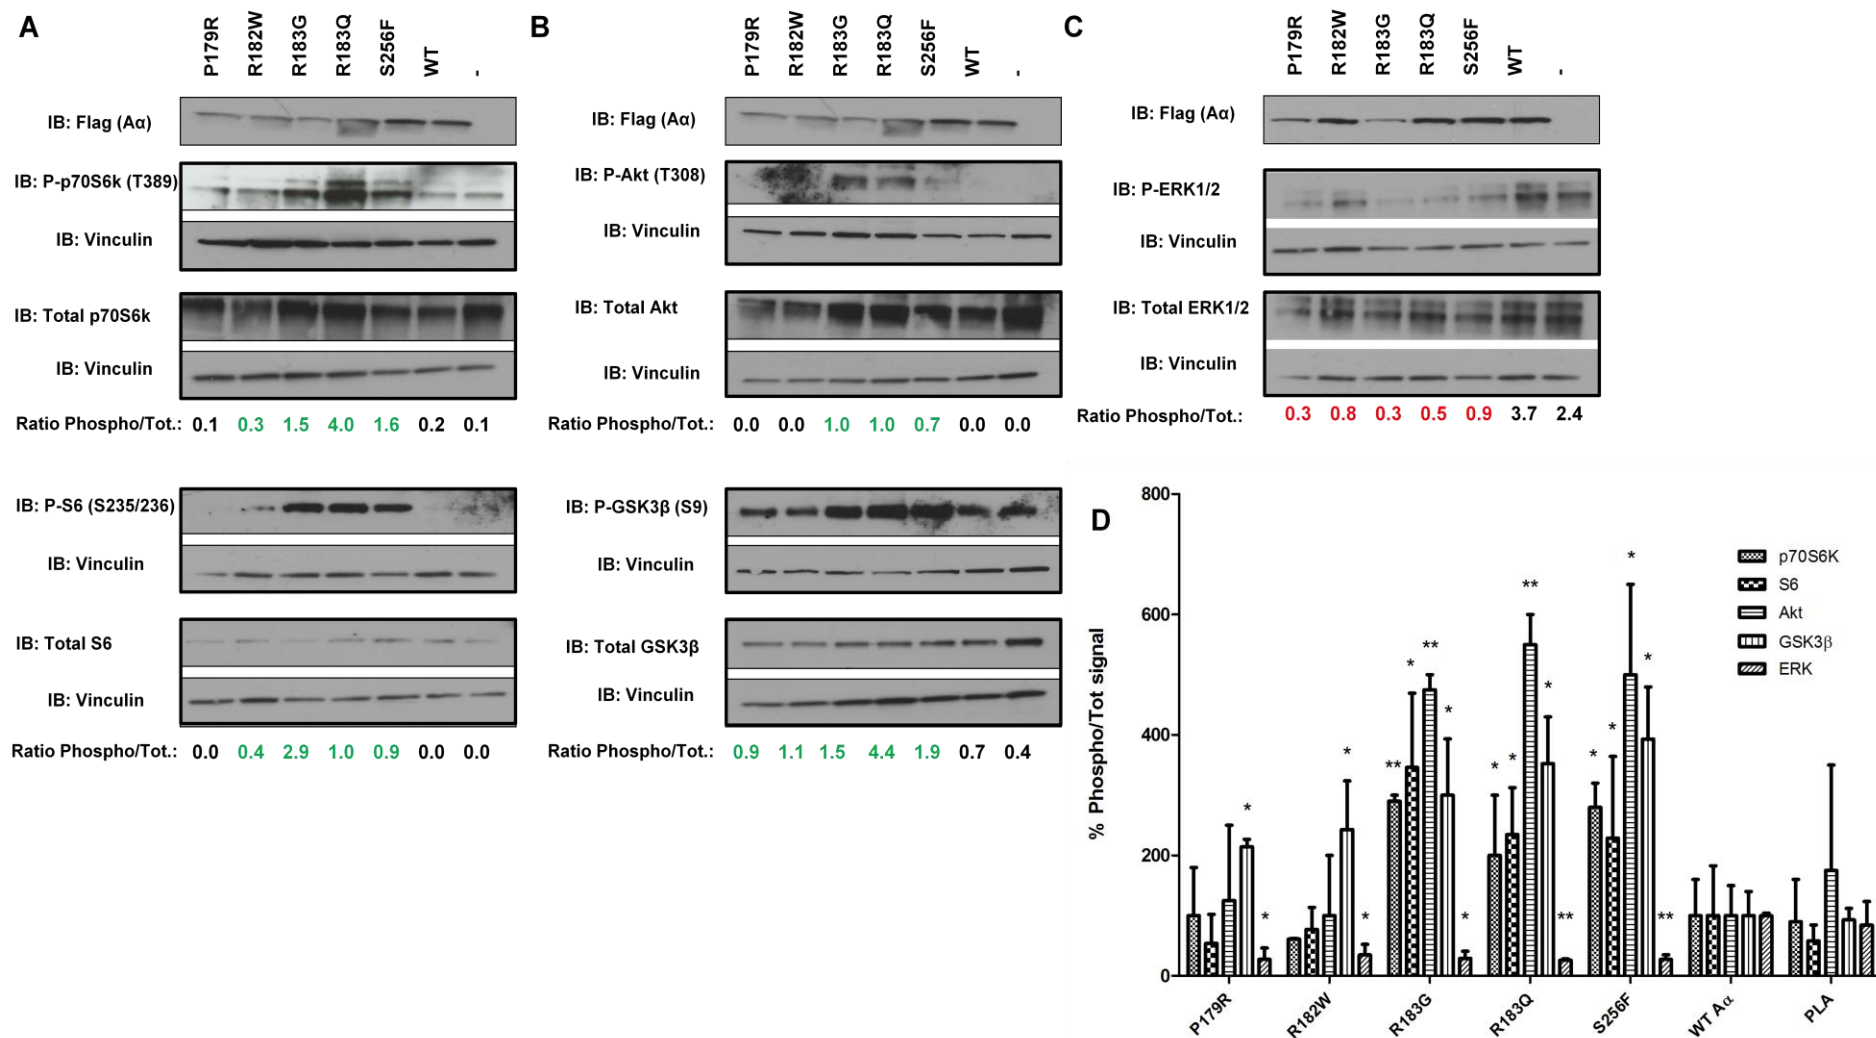 A
P179R R182W R183G R183Q S256F WT -
IB: Flag (Aα)
IB: P-p70S6k (T389)
IB: Vinculin
IB: Total p70S6k
IB: Vinculin
Ratio Phospho/Tot.: 0.1 0.3 1.5 4.0 1.6 0.2 0.1
IB: P-S6 (S235/236)
IB: Vinculin
IB: Total S6
IB: Vinculin
Ratio Phospho/Tot.: 0.0 0.4 2.9 1.0 0.9 0.0 0.0
B
P179R R182W R183G R183Q S256F WT -
IB: Flag (Aα)
IB: P-Akt (T308)
IB: Vinculin
IB: Total Akt
IB: Vinculin
Ratio Phospho/Tot.: 0.0 0.0 1.0 1.0 0.7 0.0 0.0
IB: P-GSK3β (S9)
IB: Vinculin
IB: Total GSK3β
IB: Vinculin
Ratio Phospho/Tot.: 0.9 1.1 1.5 4.4 1.9 0.7 0.4
C
P179R R182W R183G R183Q S256F WT -
IB: Flag (Aα)
IB: P-ERK1/2
IB: Vinculin
IB: Total ERK1/2
IB: Vinculin
Ratio Phospho/Tot.: 0.3 0.8 0.3 0.5 0.9 3.7 2.4
D
% Phospho/Tot signal
800
600
400
200
0
* *
** * ** * *
* * ** * **
* * * * **
p70S6K
S6
Akt
GSK3β
ERK
P179R R182W R183G R183Q S256F WT Aα PLA